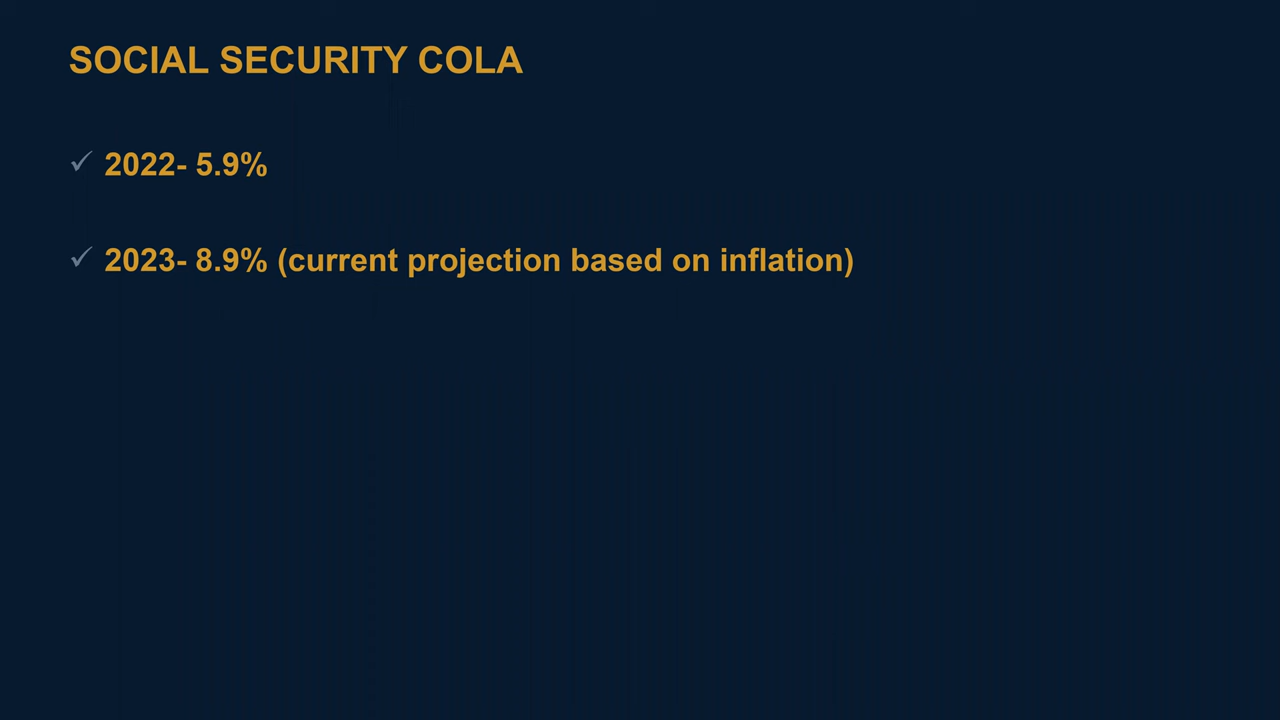 SOCIAL SECURITY COLA
✓ 2022- 5.9%
✓ 2023- 8.9% (current projection based on inflation)